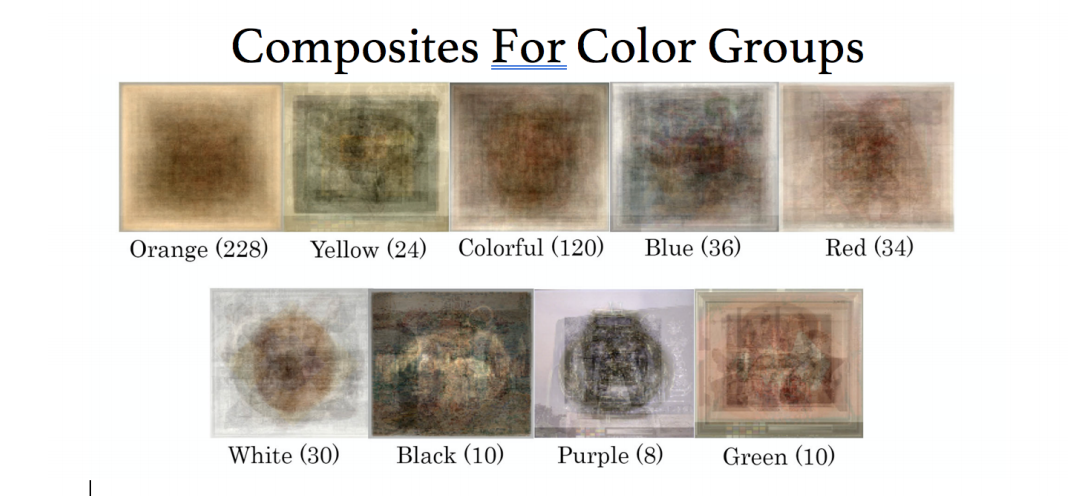 Composites For Color Groups
Orange (228) Yellow (24) Colorful (120) Blue (36) Red (34)
White (30) Black (10) Purple (8) Green (10)